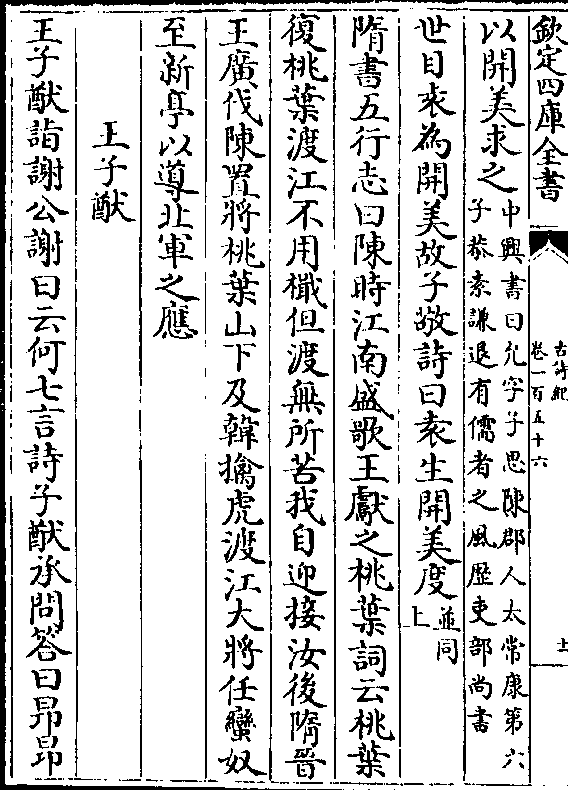 欽定四庫全書
古詩紀
卷一百五十六
以開美求之中興書曰允字子思陳郡人太常康第六
子恭素謙退有儒者之風歷吏部尚書
世目袁為開美故子敬詩曰袁生開美度並同
上
隋書五行志曰陳時江南盛歌王獻之桃葉詞云桃葉
復桃葉渡江不用檝但渡無所苦我自迎接汝後隋晉
王廣伐陳置將桃葉山下及韓擒虎渡江大將任蠻奴
至新亭以導北軍之應
王子猷
王子猷詣謝公謝曰云何七言詩子猷承問答曰昂昂